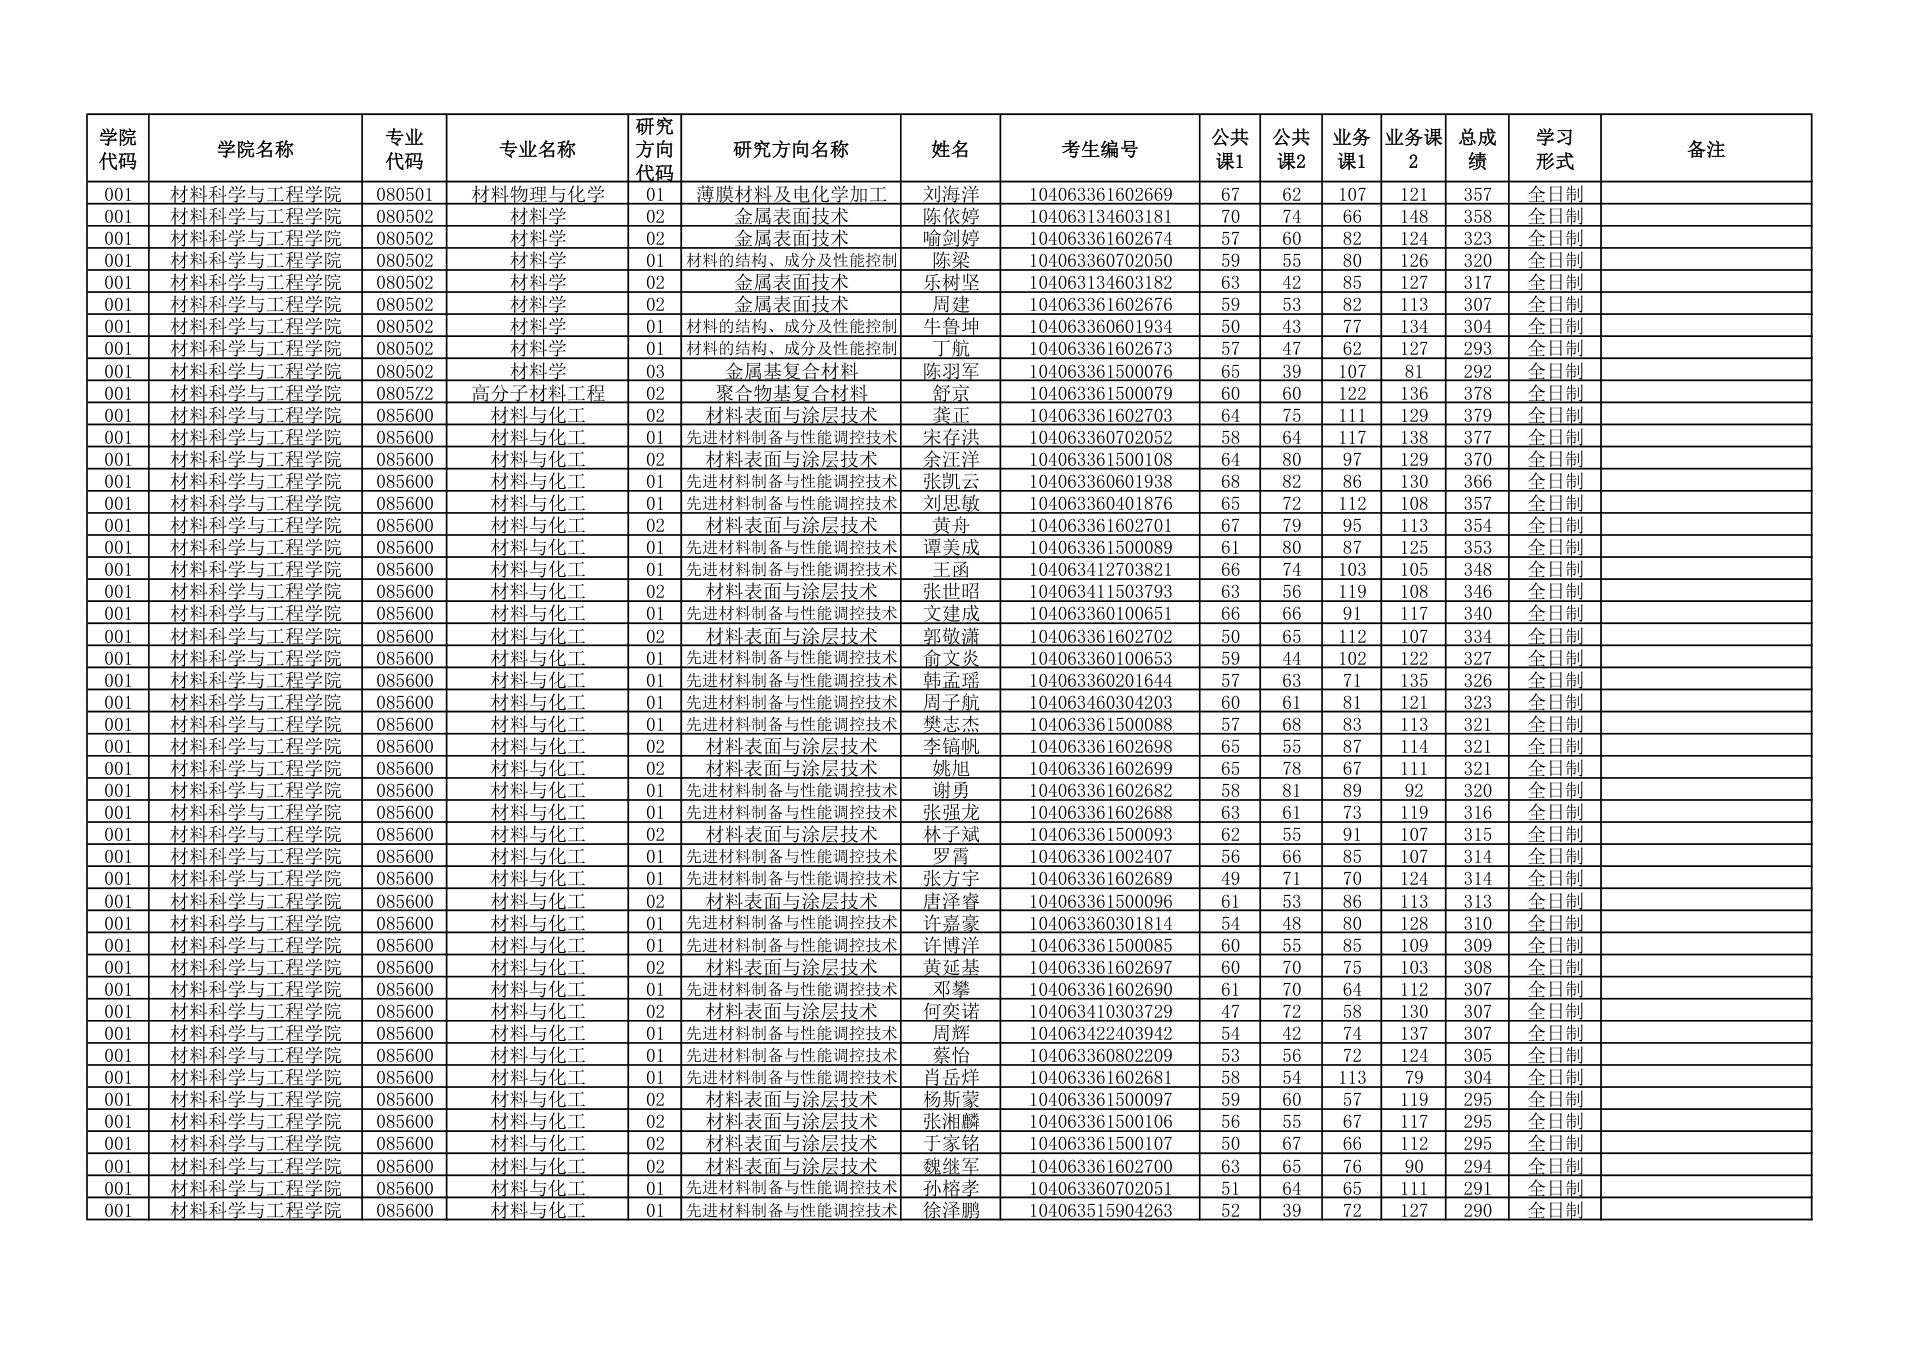 学院代码 学院名称 专业代码 专业名称 研究方向代码 研究方向名称 姓名 考生编号 公共课1 公共课2 业务课1 业务课2 总成绩 学习形式 备注
001 材料科学与工程学院 080501 材料物理与化学 01 薄膜材料及电化学加工 刘海洋 104063361602669 67 62 107 121 357 全日制
001 材料科学与工程学院 080502 材料学 02 金属表面技术 陈依婷 104063134603181 70 74 66 148 358 全日制
001 材料科学与工程学院 080502 材料学 02 金属表面技术 喻剑婷 104063361602674 57 60 82 124 323 全日制
001 材料科学与工程学院 080502 材料学 01 材料的结构、成分及性能控制 陈梁 104063360702050 59 55 80 126 320 全日制
001 材料科学与工程学院 080502 材料学 02 金属表面技术 乐树坚 104063134603182 63 42 85 127 317 全日制
001 材料科学与工程学院 080502 材料学 02 金属表面技术 周建 104063361602676 59 53 82 113 307 全日制
001 材料科学与工程学院 080502 材料学 01 材料的结构、成分及性能控制 牛鲁坤 104063360601934 50 43 77 134 304 全日制
001 材料科学与工程学院 080502 材料学 01 材料的结构、成分及性能控制 丁航 104063361602673 57 47 62 127 293 全日制
001 材料科学与工程学院 080502 材料学 03 金属基复合材料 陈羽军 104063361500076 65 39 107 81 292 全日制
001 材料科学与工程学院 0805Z2 高分子材料工程 02 聚合物基复合材料 舒京 104063361500079 60 60 122 136 378 全日制
001 材料科学与工程学院 085600 材料与化工 02 材料表面与涂层技术 龚正 104063361602703 64 75 111 129 379 全日制
001 材料科学与工程学院 085600 材料与化工 01 先进材料制备与性能调控技术 宋存洪 104063360702052 58 64 117 138 377 全日制
001 材料科学与工程学院 085600 材料与化工 02 材料表面与涂层技术 余汪洋 104063361500108 64 80 97 129 370 全日制
001 材料科学与工程学院 085600 材料与化工 01 先进材料制备与性能调控技术 张凯云 104063360601938 68 82 86 130 366 全日制
001 材料科学与工程学院 085600 材料与化工 01 先进材料制备与性能调控技术 刘思敏 104063360401876 65 72 112 108 357 全日制
001 材料科学与工程学院 085600 材料与化工 02 材料表面与涂层技术 黄舟 104063361602701 67 79 95 113 354 全日制
001 材料科学与工程学院 085600 材料与化工 01 先进材料制备与性能调控技术 谭美成 104063361500089 61 80 87 125 353 全日制
001 材料科学与工程学院 085600 材料与化工 01 先进材料制备与性能调控技术 王函 104063412703821 66 74 103 105 348 全日制
001 材料科学与工程学院 085600 材料与化工 02 材料表面与涂层技术 张世昭 104063411503793 63 56 119 108 346 全日制
001 材料科学与工程学院 085600 材料与化工 01 先进材料制备与性能调控技术 文建成 104063360100651 66 66 91 117 340 全日制
001 材料科学与工程学院 085600 材料与化工 02 材料表面与涂层技术 郭敬潇 104063361602702 50 65 112 107 334 全日制
001 材料科学与工程学院 085600 材料与化工 01 先进材料制备与性能调控技术 俞文炎 104063360100653 59 44 102 122 327 全日制
001 材料科学与工程学院 085600 材料与化工 01 先进材料制备与性能调控技术 韩孟瑶 104063360201644 57 63 71 135 326 全日制
001 材料科学与工程学院 085600 材料与化工 01 先进材料制备与性能调控技术 周子航 104063460304203 60 61 81 121 323 全日制
001 材料科学与工程学院 085600 材料与化工 01 先进材料制备与性能调控技术 樊志杰 104063361500088 57 68 83 113 321 全日制
001 材料科学与工程学院 085600 材料与化工 02 材料表面与涂层技术 李镐帆 104063361602698 65 55 87 114 321 全日制
001 材料科学与工程学院 085600 材料与化工 02 材料表面与涂层技术 姚旭 104063361602699 65 78 67 111 321 全日制
001 材料科学与工程学院 085600 材料与化工 01 先进材料制备与性能调控技术 谢勇 104063361602682 58 81 89 92 320 全日制
001 材料科学与工程学院 085600 材料与化工 01 先进材料制备与性能调控技术 张强龙 104063361602688 63 61 73 119 316 全日制
001 材料科学与工程学院 085600 材料与化工 02 材料表面与涂层技术 林子斌 104063361500093 62 55 91 107 315 全日制
001 材料科学与工程学院 085600 材料与化工 01 先进材料制备与性能调控技术 罗霄 104063361002407 56 66 85 107 314 全日制
001 材料科学与工程学院 085600 材料与化工 01 先进材料制备与性能调控技术 张方宇 104063361602689 49 71 70 124 314 全日制
001 材料科学与工程学院 085600 材料与化工 02 材料表面与涂层技术 唐泽睿 104063361500096 61 53 86 113 313 全日制
001 材料科学与工程学院 085600 材料与化工 01 先进材料制备与性能调控技术 许嘉豪 104063360301814 54 48 80 128 310 全日制
001 材料科学与工程学院 085600 材料与化工 01 先进材料制备与性能调控技术 许博洋 104063361500085 60 55 85 109 309 全日制
001 材料科学与工程学院 085600 材料与化工 02 材料表面与涂层技术 黄延基 104063361602697 60 70 75 103 308 全日制
001 材料科学与工程学院 085600 材料与化工 01 先进材料制备与性能调控技术 邓攀 104063361602690 61 70 64 112 307 全日制
001 材料科学与工程学院 085600 材料与化工 02 材料表面与涂层技术 何奕诺 104063410303729 47 72 58 130 307 全日制
001 材料科学与工程学院 085600 材料与化工 01 先进材料制备与性能调控技术 周辉 104063422403942 54 42 74 137 307 全日制
001 材料科学与工程学院 085600 材料与化工 01 先进材料制备与性能调控技术 蔡怡 104063360802209 53 56 72 124 305 全日制
001 材料科学与工程学院 085600 材料与化工 01 先进材料制备与性能调控技术 肖岳烊 104063361602681 58 54 113 79 304 全日制
001 材料科学与工程学院 085600 材料与化工 02 材料表面与涂层技术 杨斯蒙 104063361500097 59 60 57 119 295 全日制
001 材料科学与工程学院 085600 材料与化工 02 材料表面与涂层技术 张湘麟 104063361500106 56 55 67 117 295 全日制
001 材料科学与工程学院 085600 材料与化工 02 材料表面与涂层技术 于家铭 104063361500107 50 67 66 112 295 全日制
001 材料科学与工程学院 085600 材料与化工 02 材料表面与涂层技术 魏继军 104063361602700 63 65 76 90 294 全日制
001 材料科学与工程学院 085600 材料与化工 01 先进材料制备与性能调控技术 孙榕孝 104063360702051 51 64 65 111 291 全日制
001 材料科学与工程学院 085600 材料与化工 01 先进材料制备与性能调控技术 徐泽鹏 104063515904263 52 39 72 127 290 全日制